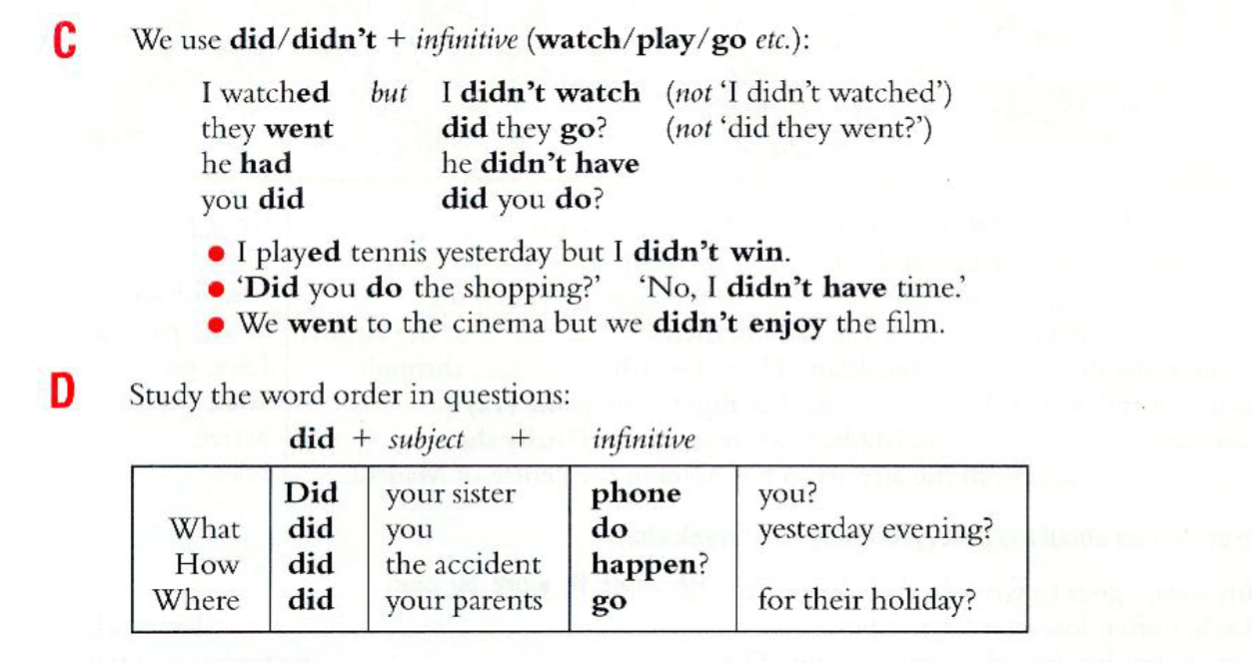 C We use did/didn't + infinitive (watch/play/go etc.):
I watched but I didn't watch (not 'I didn't watched')
they went did they go? (not 'did they went?')
he had he didn't have
you did did you do?
● I played tennis yesterday but I didn't win.
● 'Did you do the shopping?' 'No, I didn't have time.'
● We went to the cinema but we didn't enjoy the film.
D Study the word order in questions:
did + subject + infinitive
Did your sister phone you?
What did you do yesterday evening?
How did the accident happen?
Where did your parents go for their holiday?